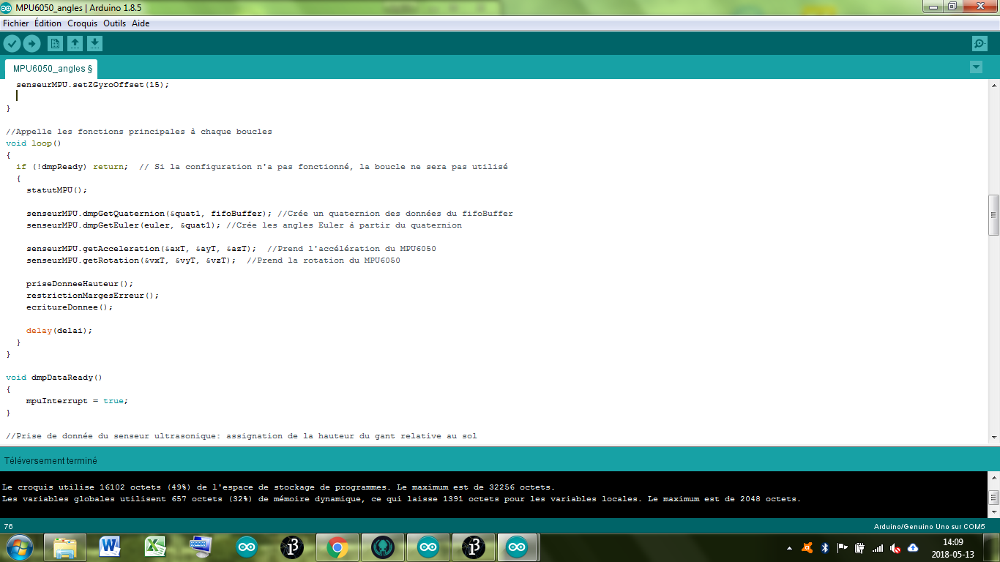 MPU6050_angles | Arduino 1.8.5
Fichier Édition Croquis Outils Aide
MPU6050_angles §
senseurMPU.setZGyroOffset(15);
}
//Appelle les fonctions principales à chaque boucles
void loop()
{
if (!dmpReady) return;  // Si la configuration n'a pas fonctionné, la boucle ne sera pas utilisé
{
statutMPU();
senseurMPU.dmpGetQuaternion(&quat1, fifoBuffer); //Crée un quaternion des données du fifoBuffer
senseurMPU.dmpGetEuler(euler, &quat1); //Crée les angles Euler à partir du quaternion
senseurMPU.getAcceleration(&axT, &ayT, &azT);  //Prend l'accélération du MPU6050
senseurMPU.getRotation(&vxT, &vyT, &vzT);  //Prend la rotation du MPU6050
priseDonneeHauteur();
restrictionMargesErreur();
ecritureDonnee();
delay(delai);
}
}
void dmpDataReady()
{
mpuInterrupt = true;
}
//Prise de donnée du senseur ultrasonique: assignation de la hauteur du gant relative au sol
Téléversement terminé
Le croquis utilise 16102 octets (49%) de l'espace de stockage de programmes. Le maximum est de 32256 octets.
Les variables globales utilisent 657 octets (32%) de mémoire dynamique, ce qui laisse 1391 octets pour les variables locales. Le maximum est de 2048 octets.
76
Arduino/Genuino Uno sur COM5
14:09
2018-05-13